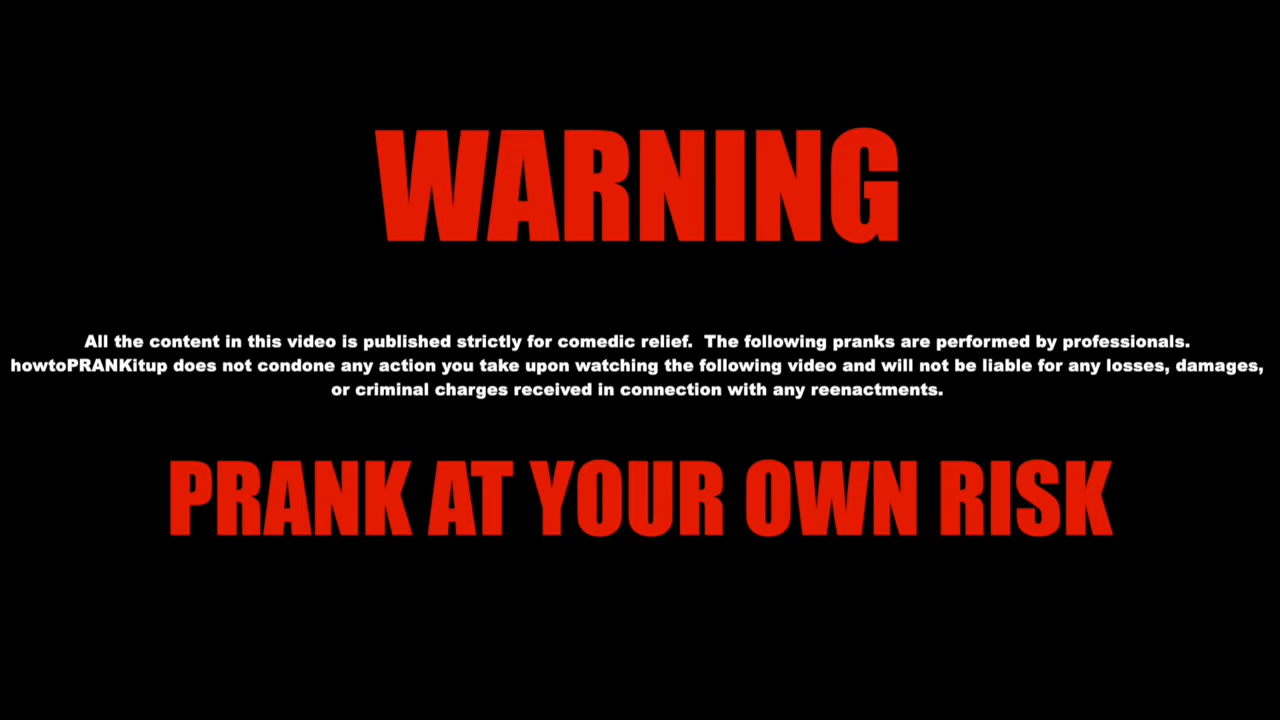 WARNING
All the content in this video is published strictly for comedic relief.  The following pranks are performed by professionals.
howtoPRANKitup does not condone any action you take upon watching the following video and will not be liable for any losses, damages,
or criminal charges received in connection with any reenactments.
PRANK AT YOUR OWN RISK